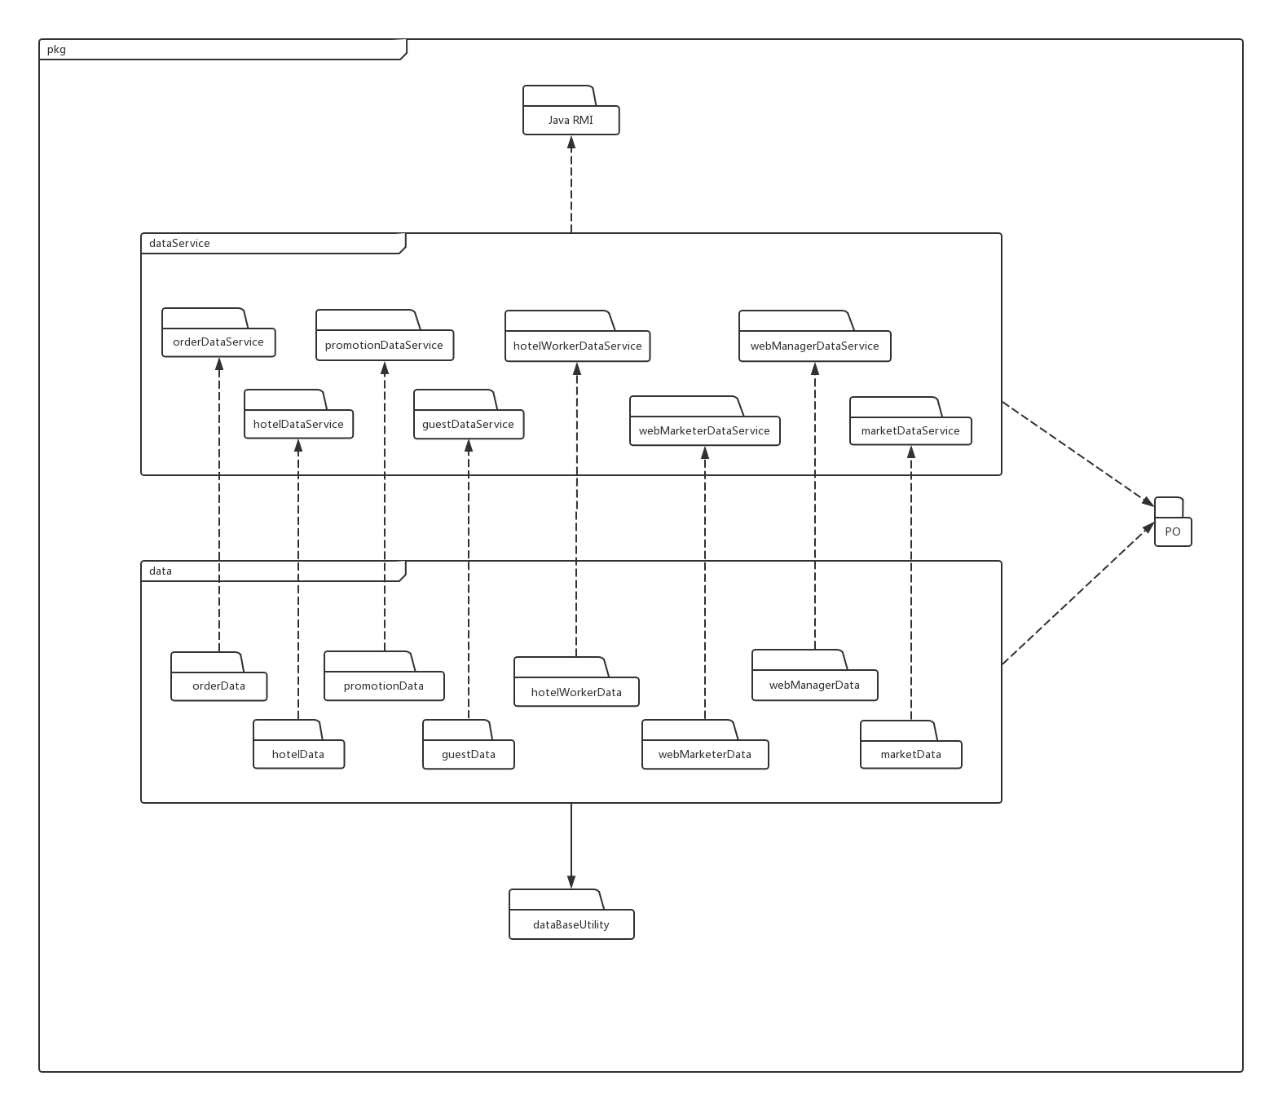 pkg
Java RMI
dataService
orderDataService
promotionDataService
hotelWorkerDataService
webManagerDataService
hotelDataService
guestDataService
webMarketerDataService
marketDataService
PO
data
orderData
promotionData
hotelWorkerData
webManagerData
hotelData
guestData
webMarketerData
marketData
dataBaseUtility